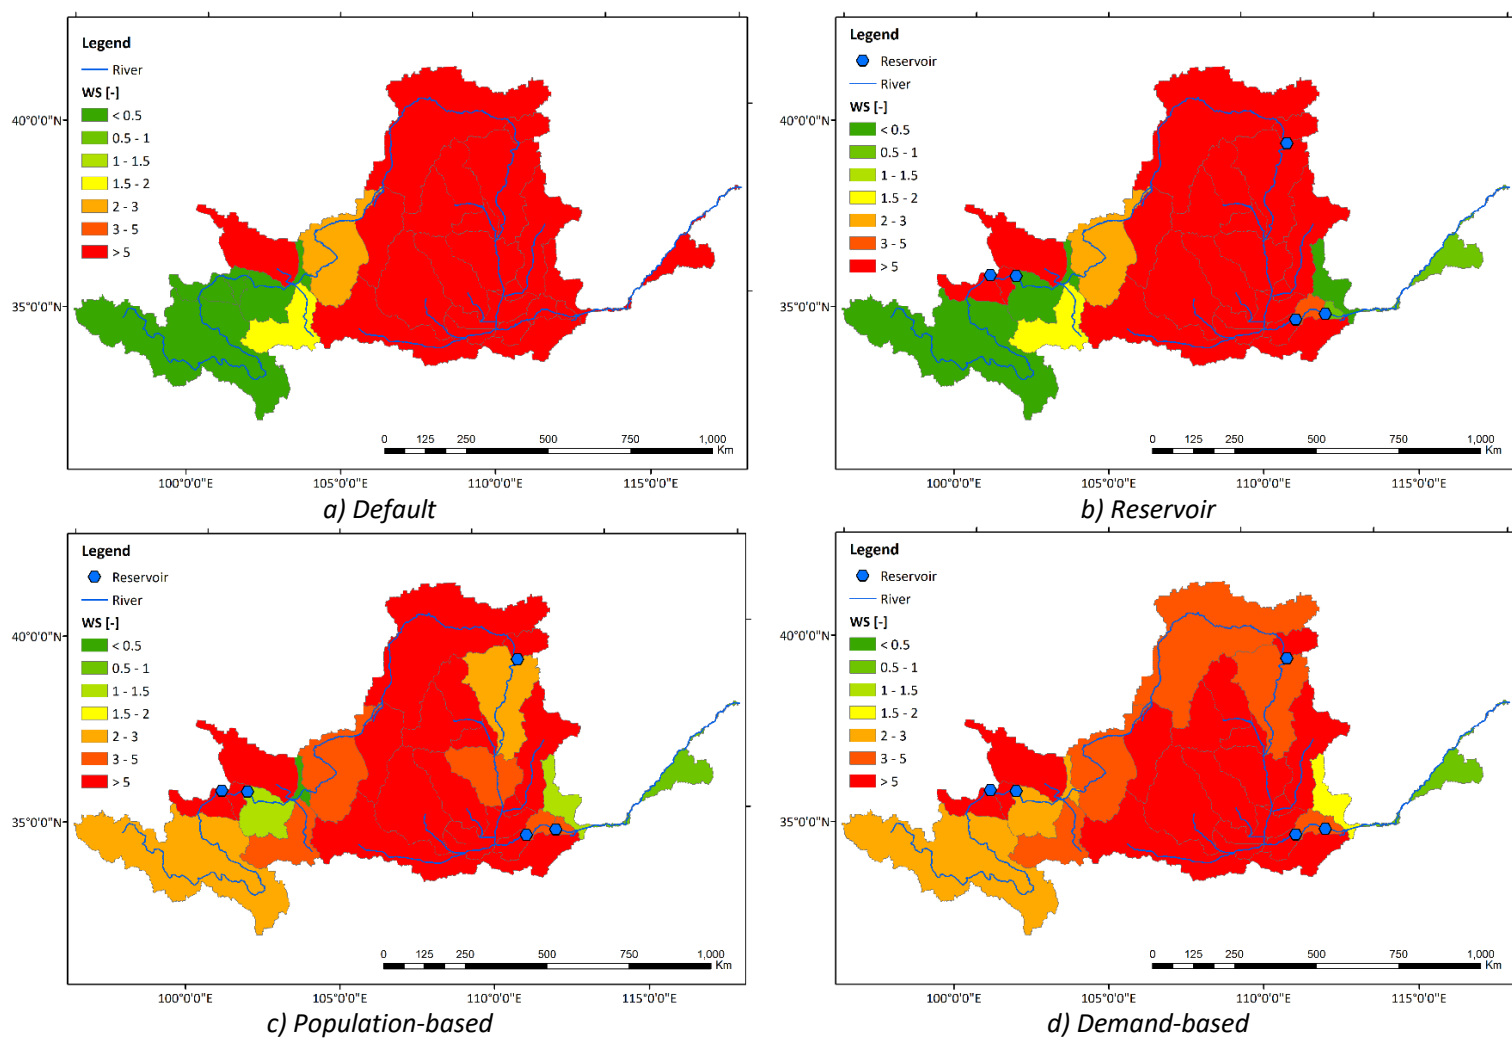 Legend
River
WS [-]
< 0.5
0.5 - 1
1 - 1.5
1.5 - 2
2 - 3
3 - 5
> 5
40°0'0"N
35°0'0"N
0 125 250 500 750 1,000
Km
100°0'0"E 105°0'0"E 110°0'0"E 115°0'0"E
a) Default
Legend
Reservoir
River
WS [-]
< 0.5
0.5 - 1
1 - 1.5
1.5 - 2
2 - 3
3 - 5
> 5
40°0'0"N
35°0'0"N
0 125 250 500 750 1,000
Km
100°0'0"E 105°0'0"E 110°0'0"E 115°0'0"E
b) Reservoir
Legend
Reservoir
River
WS [-]
< 0.5
0.5 - 1
1 - 1.5
1.5 - 2
2 - 3
3 - 5
> 5
40°0'0"N
35°0'0"N
0 125 250 500 750 1,000
Km
100°0'0"E 105°0'0"E 110°0'0"E 115°0'0"E
c) Population-based
Legend
Reservoir
River
WS [-]
< 0.5
0.5 - 1
1 - 1.5
1.5 - 2
2 - 3
3 - 5
> 5
40°0'0"N
35°0'0"N
0 125 250 500 750 1,000
Km
100°0'0"E 105°0'0"E 110°0'0"E 115°0'0"E
d) Demand-based